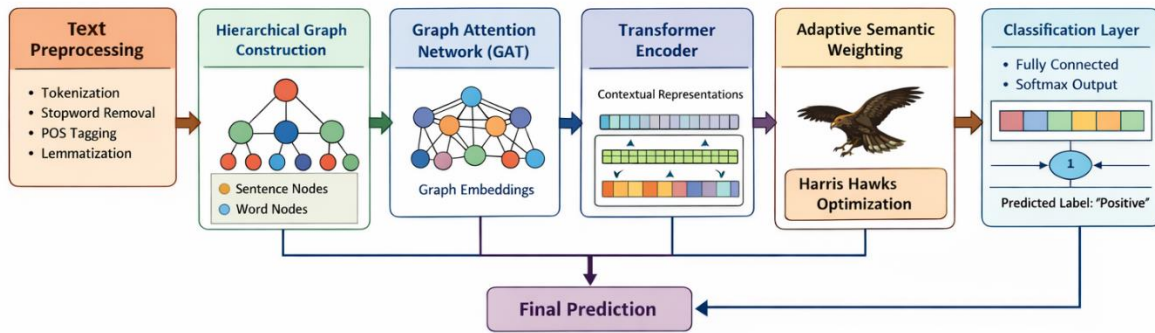 Text
Preprocessing
• Tokenization
• Stopword Removal
• POS Tagging
• Lemmatization
Hierarchical Graph
Construction
Sentence Nodes
Word Nodes
Graph Attention
Network (GAT)
Graph Embeddings
Transformer
Encoder
Contextual Representations
Adaptive Semantic
Weighting
Harris Hawks
Optimization
Classification Layer
• Fully Connected
• Softmax Output
1
Predicted Label: "Positive"
Final Prediction